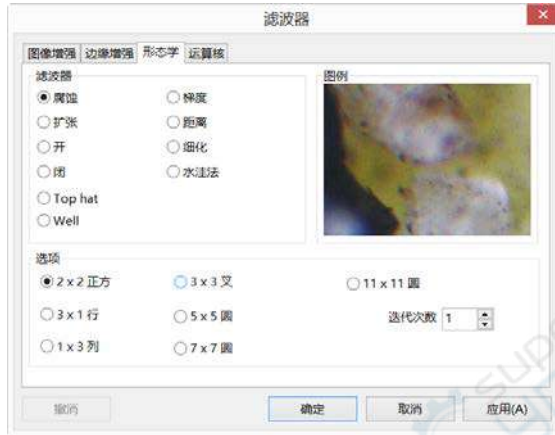 滤波器
图像增强 边缘增强 形态学 运算核
滤波器
图例
腐蚀 梯度
扩张 距离
开 细化
闭 水洼法
Top hat
Well
选项
2 x 2 正方 3 x 3 叉 11 x 11 圆
3 x 1 行 5 x 5 圆 迭代次数 1
1 x 3 列 7 x 7 圆
撤消 确定 取消 应用(A)